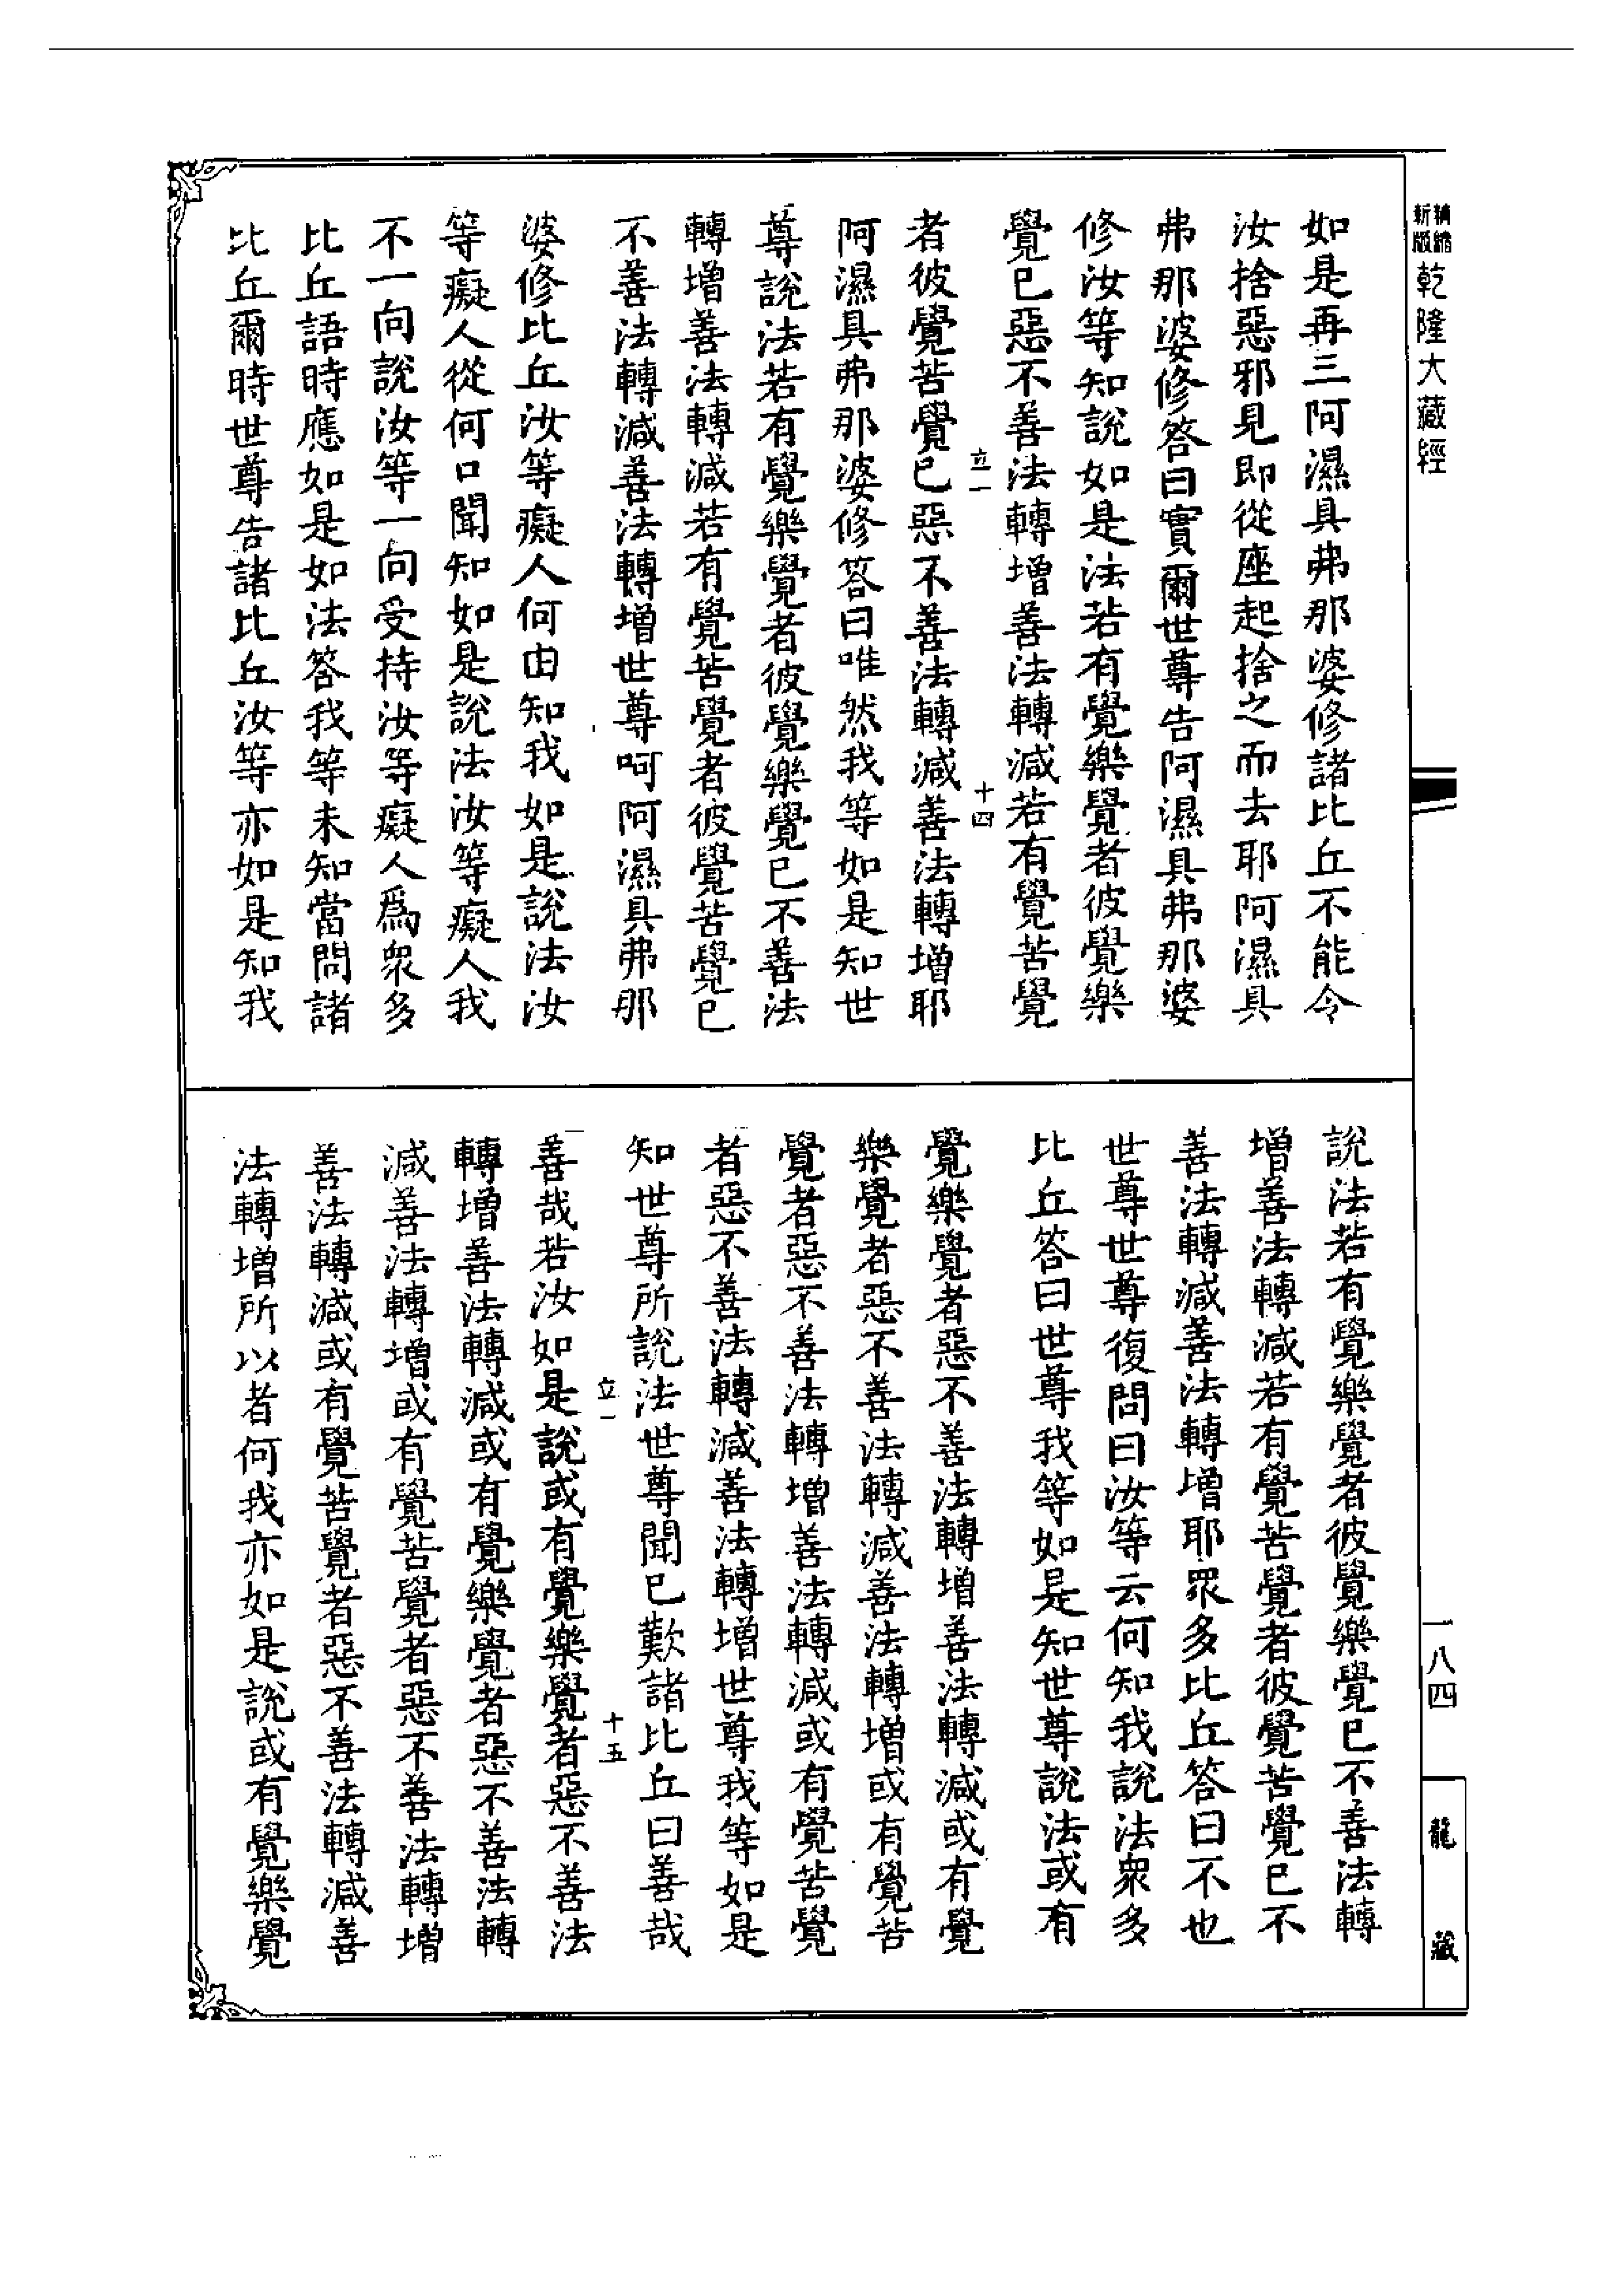 新版精縮
乾隆大藏經
如是再三阿濕具弗那婆修諸比丘不能令
汝捨惡邪見即從座起捨之而去耶阿濕具
弗那婆修答曰實爾世尊告阿濕具弗那婆
修汝等知說如是法若有覺樂覺者彼覺樂
覺已惡不善法轉增善法轉減若有覺苦覺
立一
十四
者彼覺苦覺已惡不善法轉減善法轉增耶
阿濕具弗那婆修答曰唯然我等如是知世
尊說法若有覺樂覺者彼覺樂覺已不善法
轉增善法轉減若有覺苦覺者彼覺苦覺已
不善法轉減善法轉增世尊呵阿濕具弗那
婆修比丘汝等癡人何由知我如是說法汝
等癡人從何口聞知如是說法汝等癡人我
不一向說汝等一向受持汝等癡人為衆多
比丘語時應如是如法答我等未知當問諸
比丘爾時世尊告諸比丘汝等亦如是知我
說法若有覺樂覺者彼覺樂覺已不善法轉
增善法轉減若有覺苦覺者彼覺苦覺已不
善法轉減善法轉增耶眾多比丘答曰不也
世尊世尊復問曰汝等云何知我說法衆多
比丘答曰世尊我等如是知世尊說法或有
覺樂覺者惡不善法轉增善法轉減或有覺
樂覺者惡不善法轉減善法轉增或有覺苦
覺者惡不善法轉增善法轉減或有覺苦覺
者惡不善法轉減善法轉增世尊我等如是
知世尊所說法世尊聞已歎諸比丘曰善哉
立一
十五
善哉若汝如是說或有覺樂覺者惡不善法
轉增善法轉減或有覺樂覺者惡不善法轉
減善法轉增或有覺苦覺者惡不善法轉增
善法轉減或有覺苦覺者惡不善法轉減善
法轉增所以者何我亦如是說或有覺樂覺
一八四
龍藏